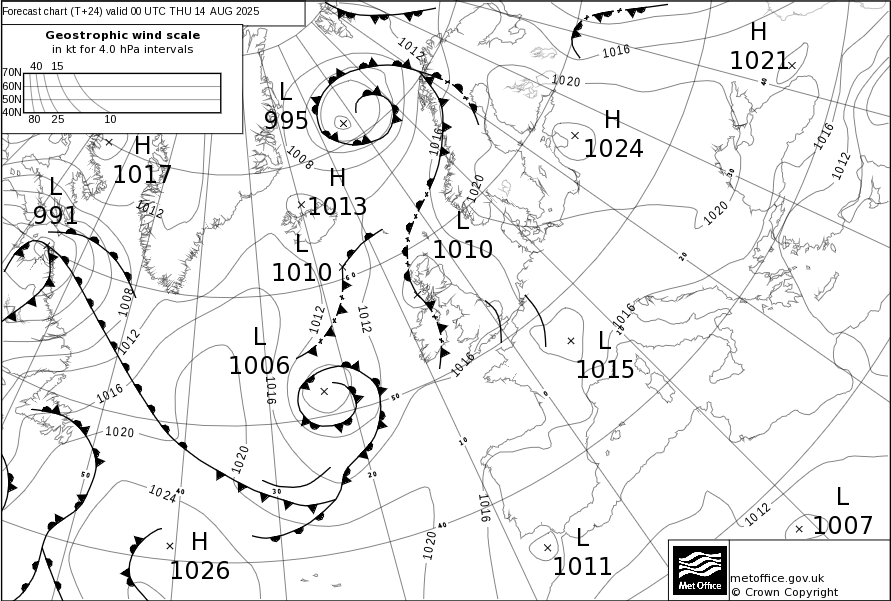 Forecast chart (T+24) valid 00 UTC THU 14 AUG 2025
Geostrophic wind scale
in kt for 4.0 hPa intervals
40 15
70N
60N
50N
40N
80 25 10
H
1021
1016
1012
1020
L
995
H
1024
H
1017
1008
1016
1016
1012
L
991
1012
H
1013
1020
1020
L
1010
L
1010
1008
1012
1012
1016
1012
L
1006
L
1015
1016
1016
1016
1020
1020
1024
1016
1020
1012
L
1007
H
1026
L
1011
40
30
20
10
0
10
20
30
40
50
60
50
40
Met Office
metoffice.gov.uk
© Crown Copyright